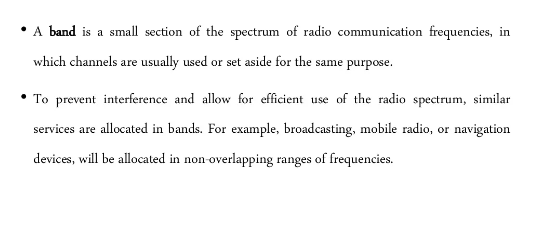 • A band is a small section of the spectrum of radio communication frequencies, in
which channels are usually used or set aside for the same purpose.
• To prevent interference and allow for efficient use of the radio spectrum, similar
services are allocated in bands. For example, broadcasting, mobile radio, or navigation
devices, will be allocated in non-overlapping ranges of frequencies.